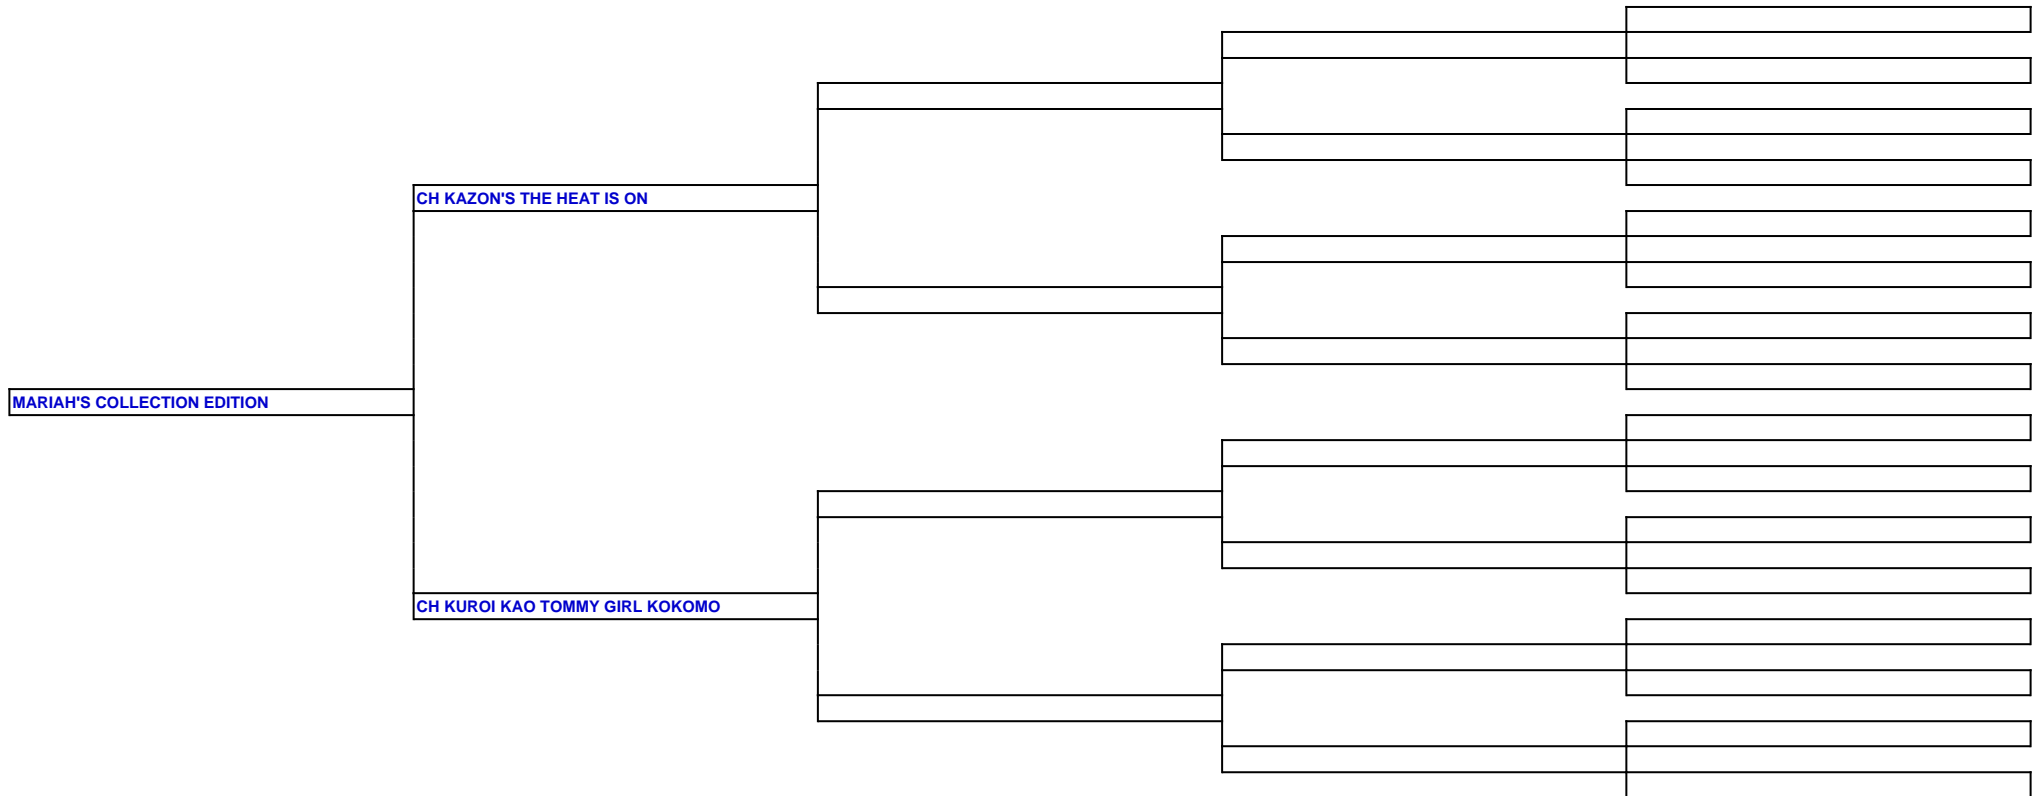 CH KAZON'S THE HEAT IS ON
MARIAH'S COLLECTION EDITION
CH KUROI KAO TOMMY GIRL KOKOMO